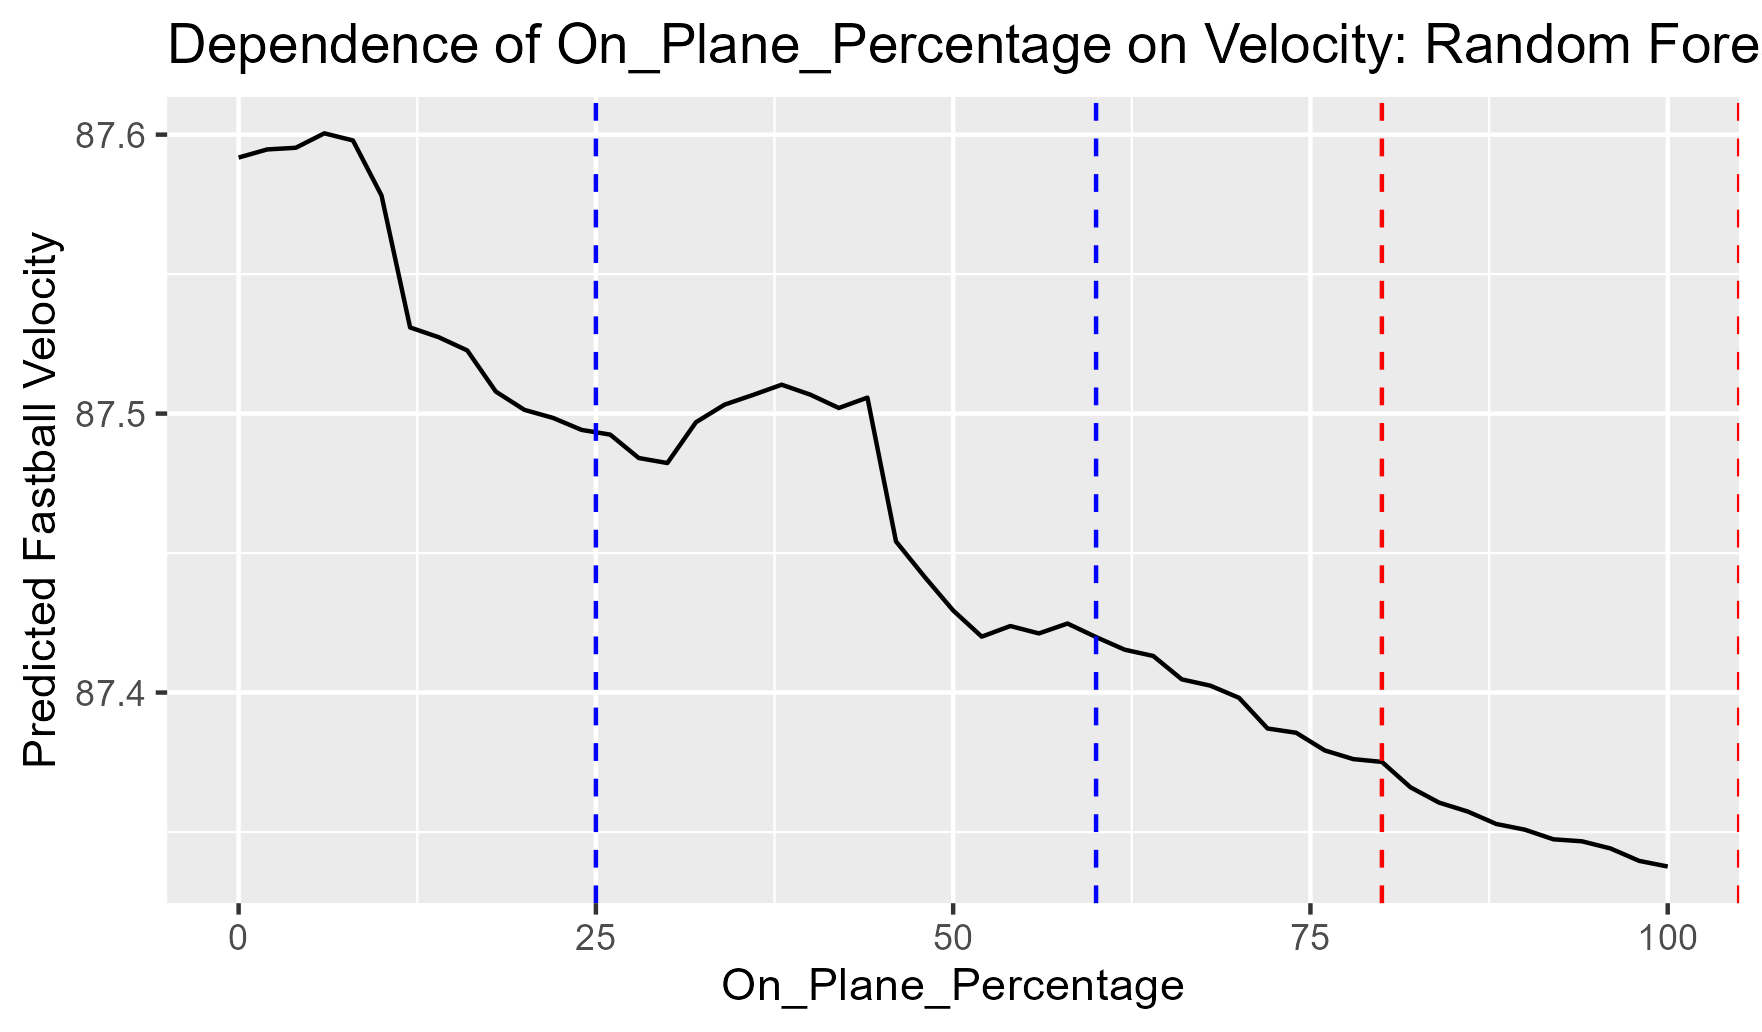 Dependence of On_Plane_Percentage on Velocity: Random Fore
87.6
87.5
87.4
Predicted Fastball Velocity
0 25 50 75 100
On_Plane_Percentage